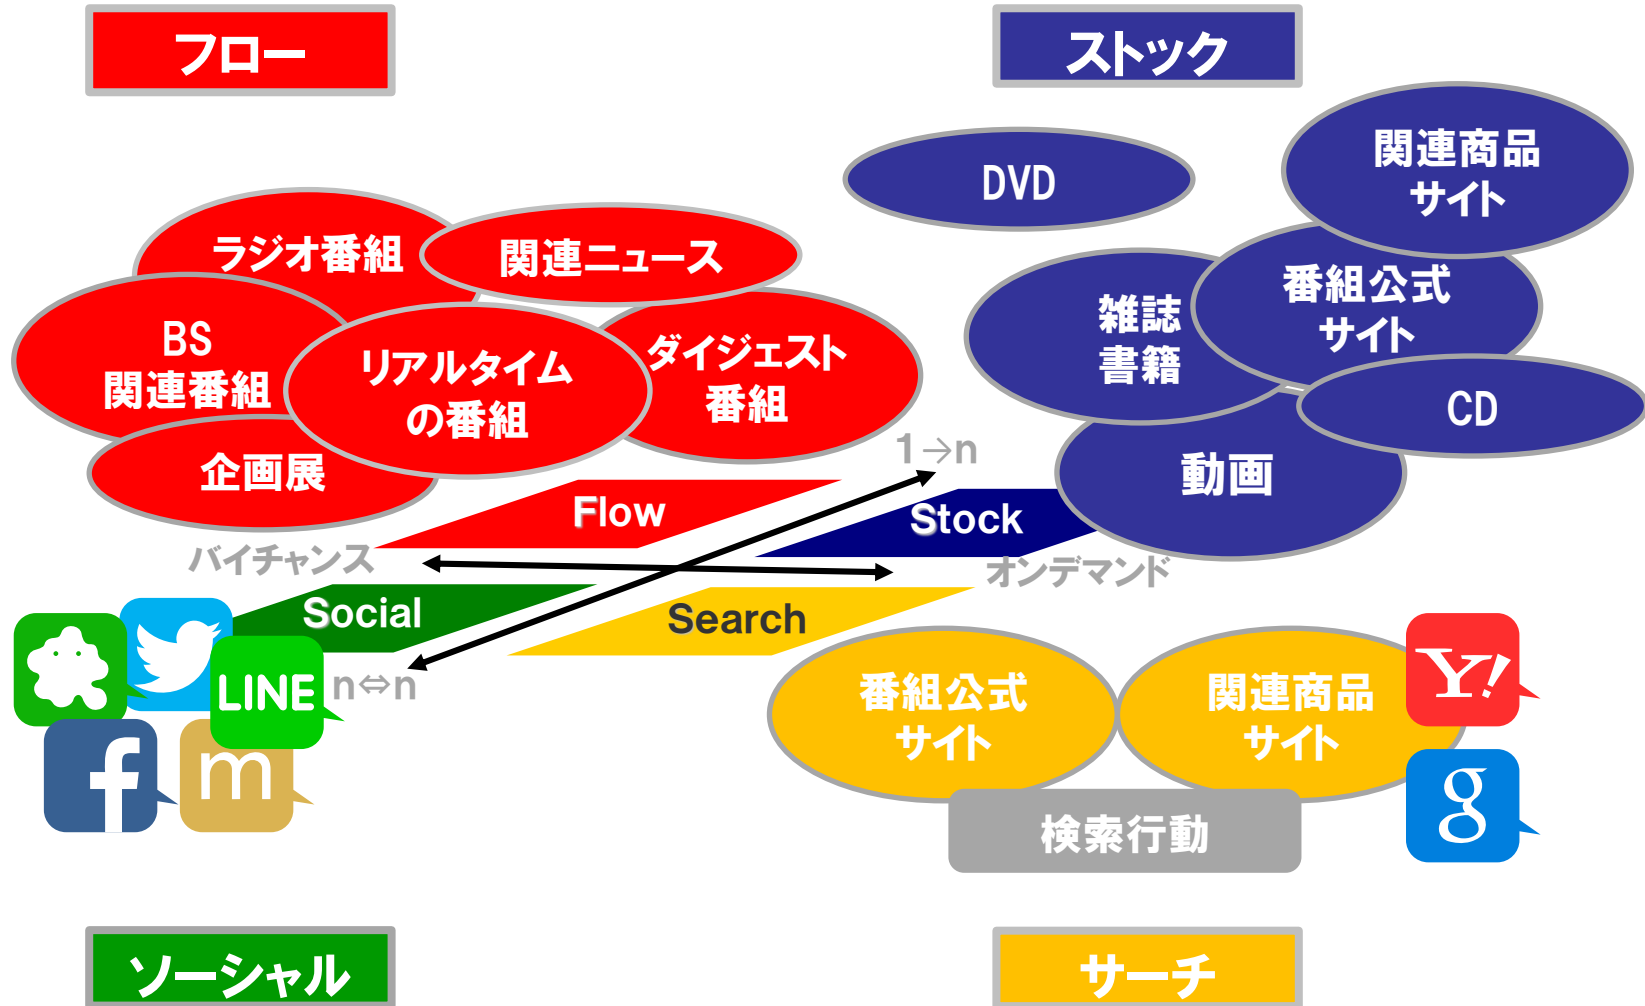 フロー
ストック
関連商品
サイト
DVD
ラジオ番組
関連ニュース
番組公式
サイト
雑誌
書籍
BS
関連番組
リアルタイム
の番組
ダイジェスト
番組
CD
企画展
1→n
動画
Flow
Stock
バイチャンス
オンデマンド
Social
Search
n⇔n
LINE
f
m
番組公式
サイト
関連商品
サイト
Y!
g
検索行動
ソーシャル
サーチ